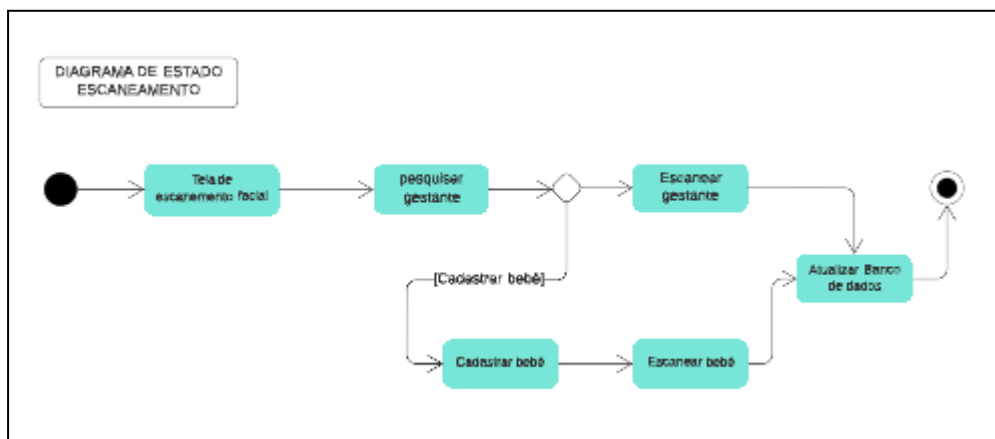 DIAGRAMA DE ESTADO
ESCANEAMENTO
Tela de
escanemento facial
pesquisar
gestante
Escanear
gestante
[Cadastrar bebê]
Atualizar Banco
de dados
Cadastrar bebê
Escanear bebê